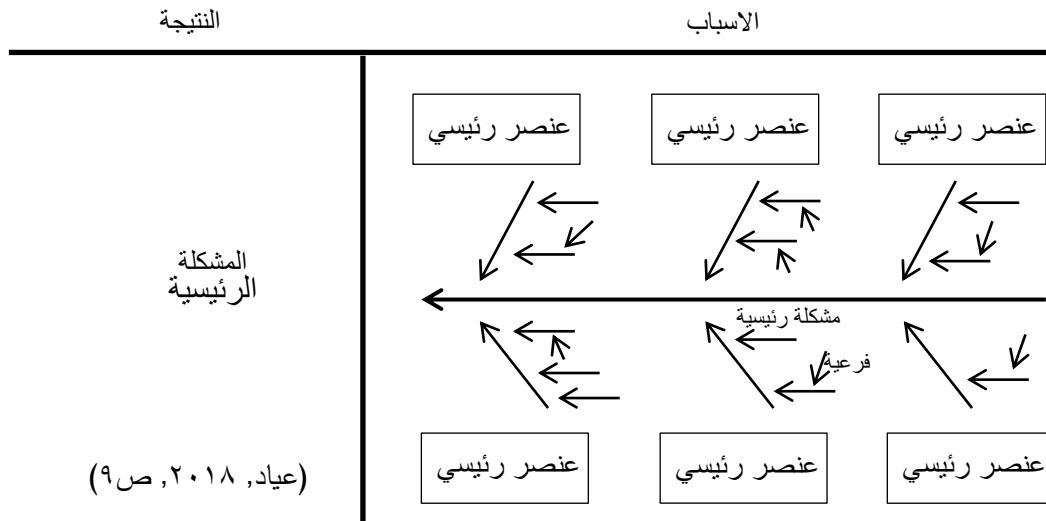 الاسباب
النتيجة
عنصر رئيسي
عنصر رئيسي
عنصر رئيسي
المشكلة
الرئيسية
مشكلة رئيسية
فرعية
عنصر رئيسي
عنصر رئيسي
عنصر رئيسي
(عياد, ٢٠١٨, ص٩)